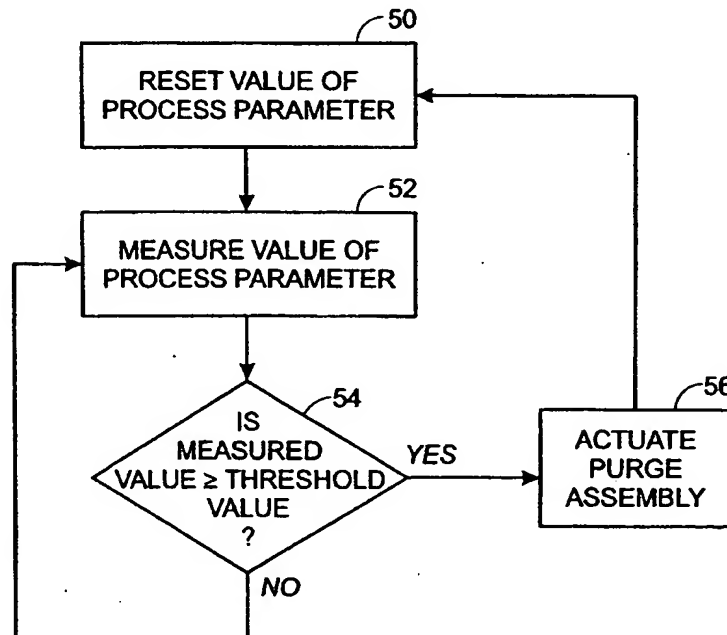 50
RESET VALUE OF
PROCESS PARAMETER
52
MEASURE VALUE OF
PROCESS PARAMETER
54
IS
MEASURED
VALUE ≥ THRESHOLD
VALUE
?
YES
56
ACTUATE
PURGE
ASSEMBLY
NO